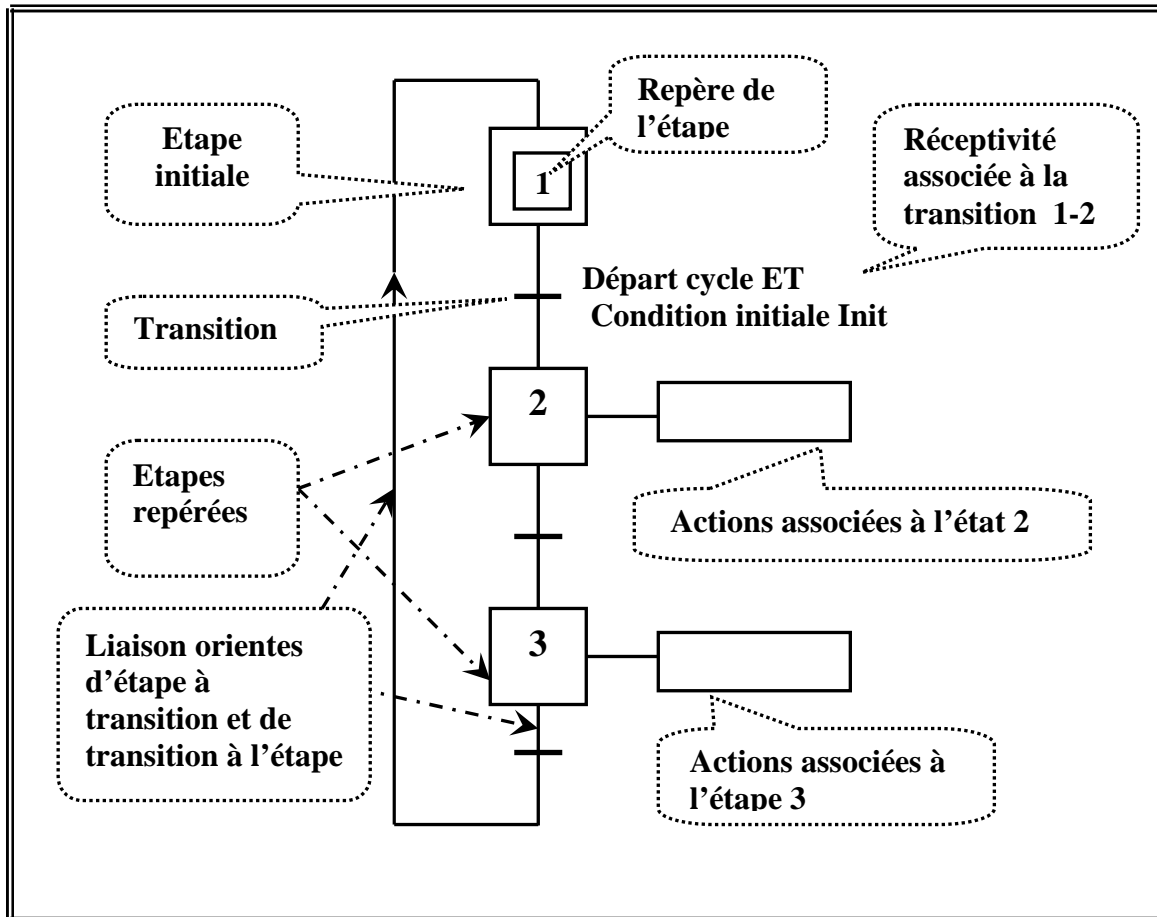 Repère de
l’étape
Etape
initiale
1
Réceptivité
associée à la
transition 1-2
Départ cycle ET
Condition initiale Init
Transition
2
Etapes
repérées
Actions associées à l’état 2
3
Liaison orientes
d’étape à
transition et de
transition à l’étape
Actions associées à
l’étape 3